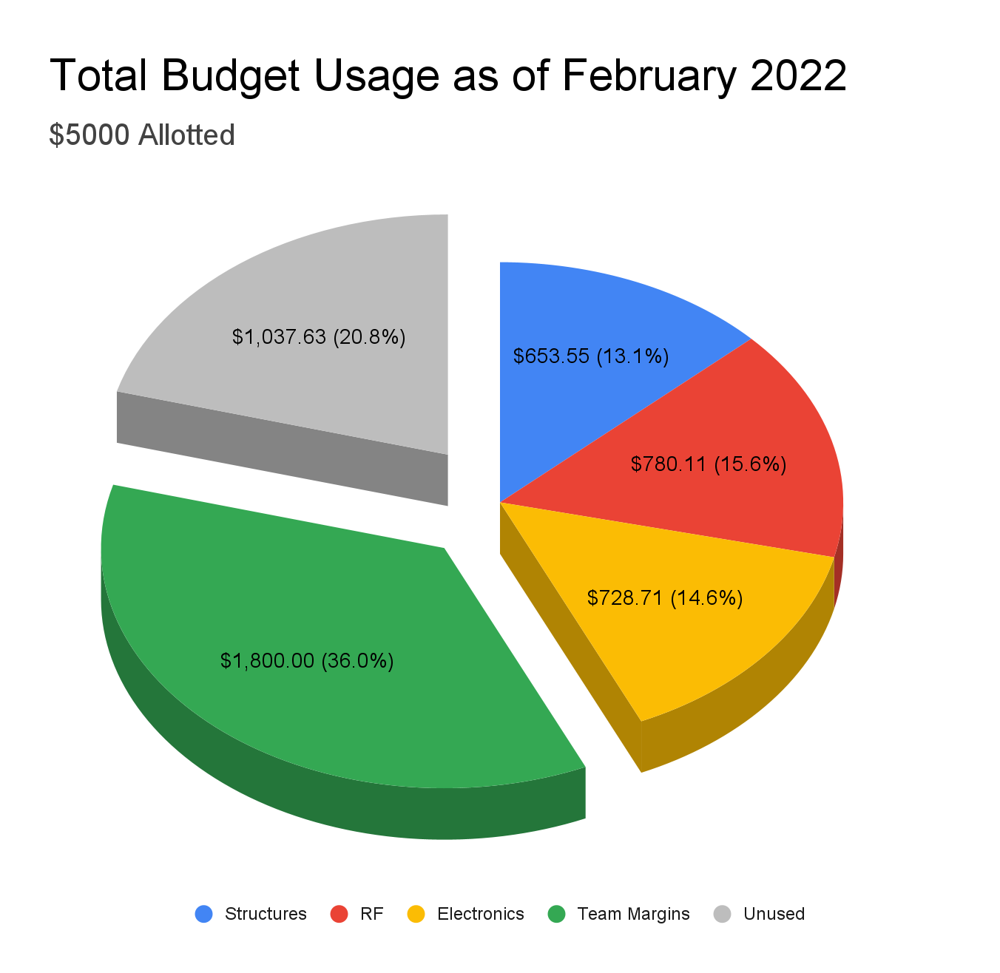 Total Budget Usage as of February 2022
$5000 Allotted
$1,037.63 (20.8%)
$653.55 (13.1%)
$780.11 (15.6%)
$728.71 (14.6%)
$1,800.00 (36.0%)
Structures RF Electronics Team Margins Unused